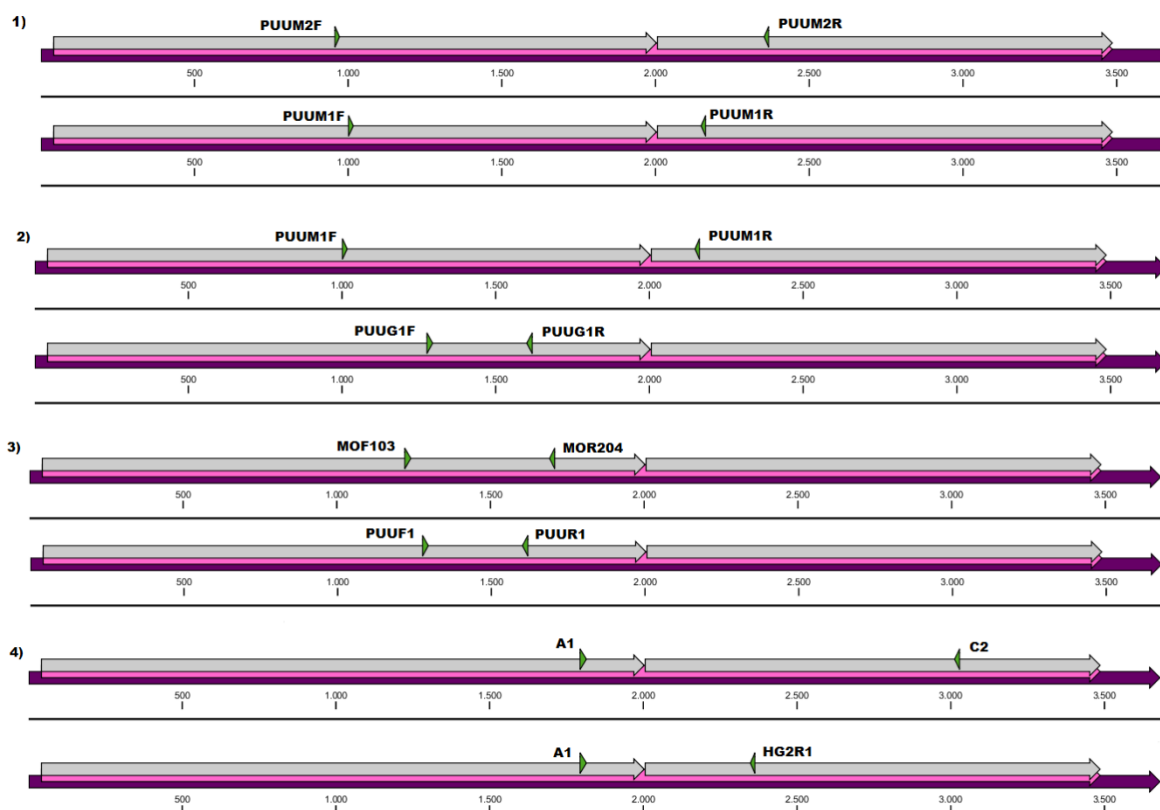 1)
PUUM2F PUUM2R
500 1.000 1.500 2.000 2.500 3.000 3.500
PUUM1F PUUM1R
500 1.000 1.500 2.000 2.500 3.000 3.500
2)
PUUM1F PUUM1R
500 1.000 1.500 2.000 2.500 3.000 3.500
PUUG1F PUUG1R
500 1.000 1.500 2.000 2.500 3.000 3.500
3)
MOF103 MOR204
500 1.000 1.500 2.000 2.500 3.000 3.500
PUUF1 PUUR1
500 1.000 1.500 2.000 2.500 3.000 3.500
4)
A1 C2
500 1.000 1.500 2.000 2.500 3.000 3.500
A1 HG2R1
500 1.000 1.500 2.000 2.500 3.000 3.500